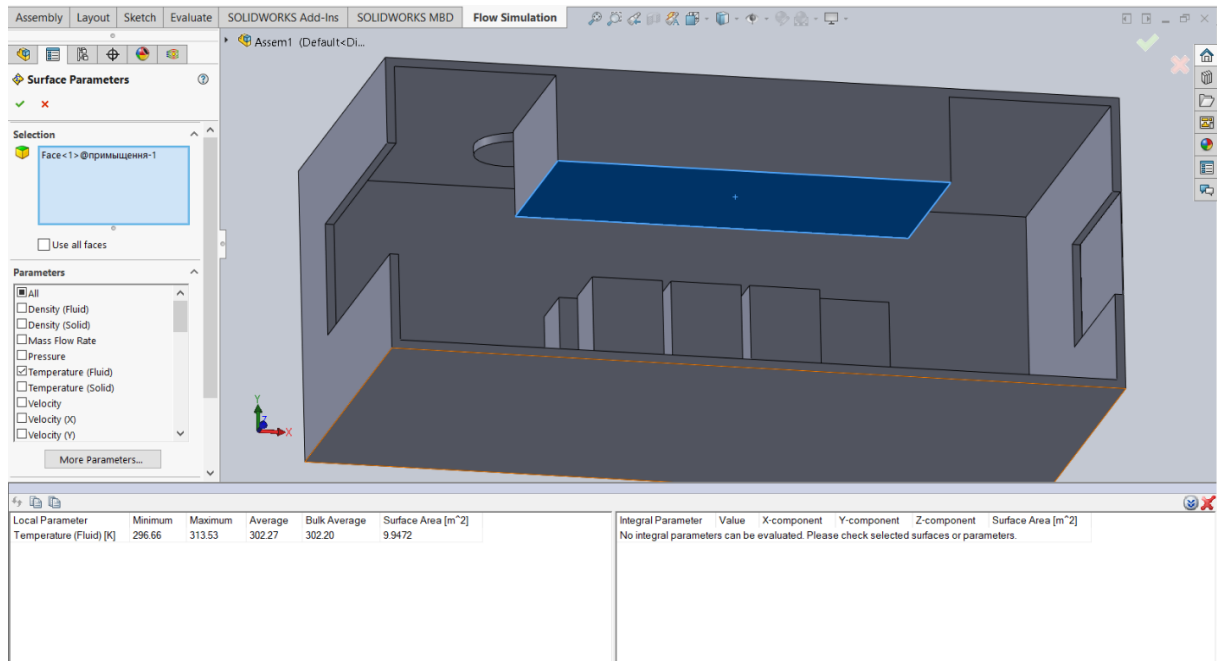 Assembly Layout Sketch Evaluate SOLIDWORKS Add-Ins SOLIDWORKS MBD Flow Simulation
Assem1 (Default<Di...
Surface Parameters
Selection
Face<1>@примыщення-1
Use all faces
Parameters
All
Density (Fluid)
Density (Solid)
Mass Flow Rate
Pressure
Temperature (Fluid)
Temperature (Solid)
Velocity
Velocity (X)
Velocity (Y)
More Parameters...
Y
Z
X
Local Parameter Minimum Maximum Average Bulk Average Surface Area [m^2]
Temperature (Fluid) [K] 296.66 313.53 302.27 302.20 9.9472
Integral Parameter Value X-component Y-component Z-component Surface Area [m^2]
No integral parameters can be evaluated. Please check selected surfaces or parameters.